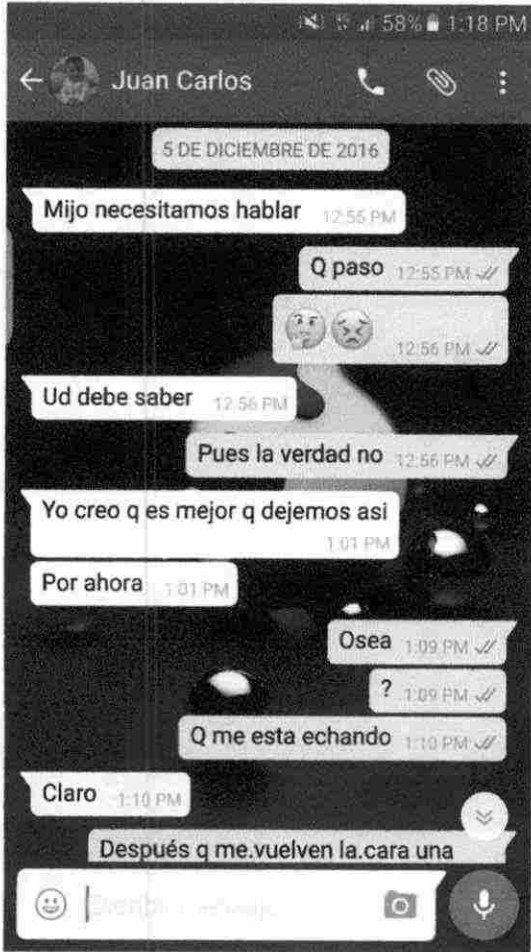 58% 1:18 PM
Juan Carlos
5 DE DICIEMBRE DE 2016
Mijo necesitamos hablar 12:55 PM
Q paso 12:55 PM
12:56 PM
Ud debe saber 12:56 PM
Pues la verdad no 12:56 PM
Yo creo q es mejor q dejemos asi
1:01 PM
Por ahora 1:01 PM
Osea 1:09 PM
? 1:09 PM
Q me esta echando 1:10 PM
Claro 1:10 PM
Después q me.vuelven la.cara una